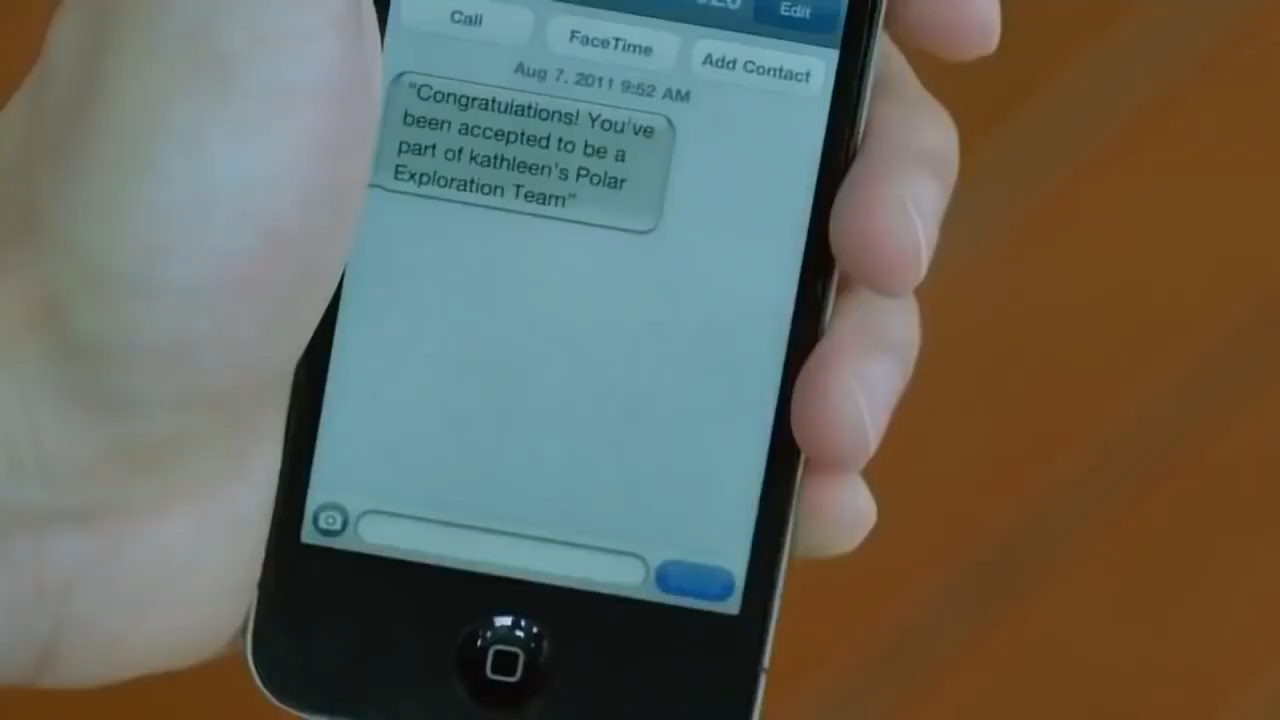 Edit
Call FaceTime Add Contact
Aug 7, 2011 9:52 AM
"Congratulations! You've
been accepted to be a
part of kathleen's Polar
Exploration Team"